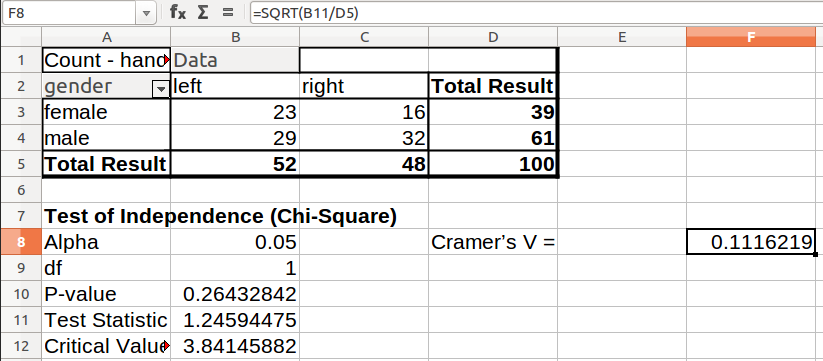 F8 fx Σ = =SQRT(B11/D5)
A B C D E F
1 Count - hand Data
2 gender left right Total Result
3 female 23 16 39
4 male 29 32 61
5 Total Result 52 48 100
6
7 Test of Independence (Chi-Square)
8 Alpha 0.05 Cramer's V = 0.1116219
9 df 1
10 P-value 0.26432842
11 Test Statistic 1.24594475
12 Critical Value 3.84145882